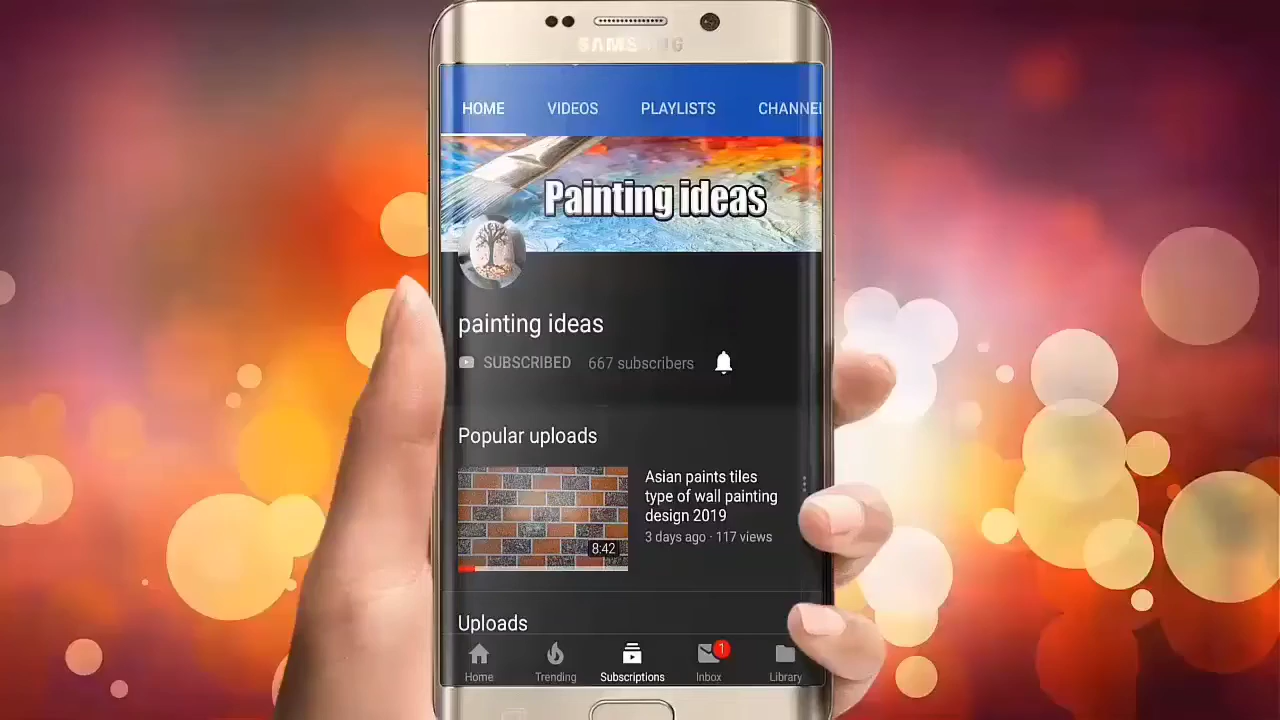 SAMSUNG
HOME VIDEOS PLAYLISTS CHANNEL
Painting ideas
painting ideas
SUBSCRIBED 667 subscribers
Popular uploads
Asian paints tiles
type of wall painting
design 2019
8:42
3 days ago · 117 views
Uploads
1
Home Trending Subscriptions Inbox Library